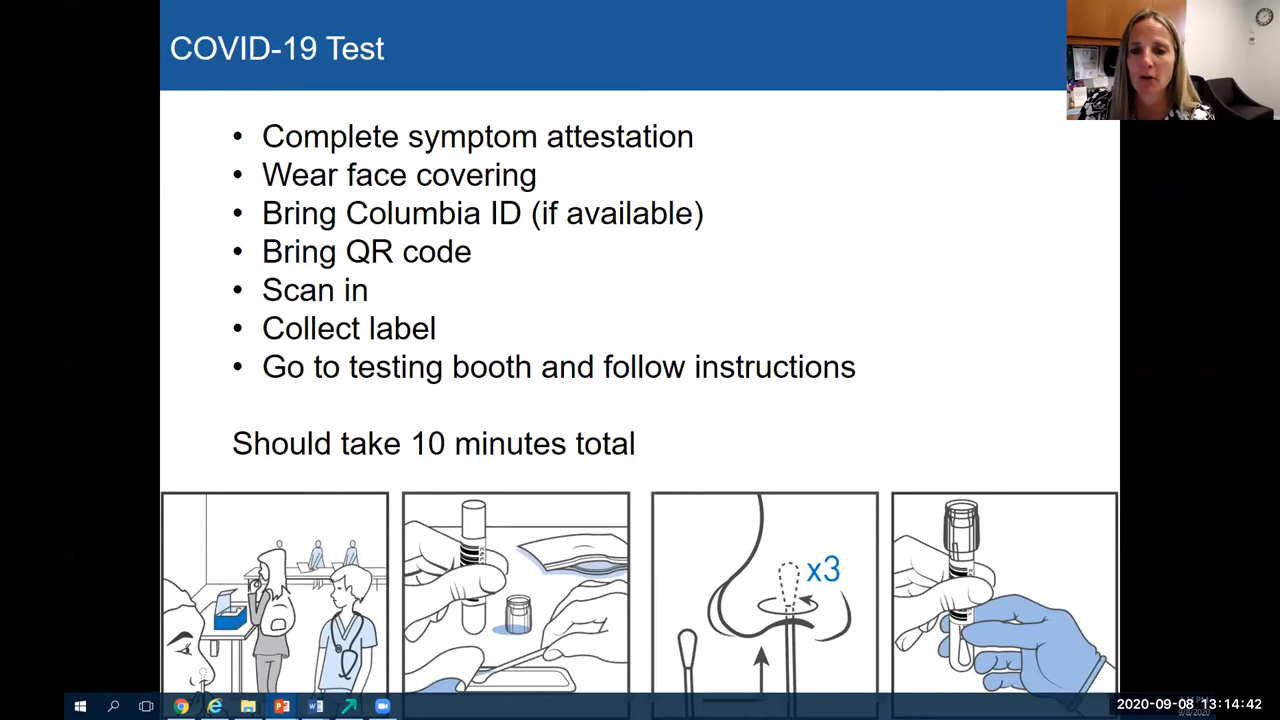 COVID-19 Test
• Complete symptom attestation
• Wear face covering
• Bring Columbia ID (if available)
• Bring QR code
• Scan in
• Collect label
• Go to testing booth and follow instructions
Should take 10 minutes total
x3
2020-09-08 13:14:42